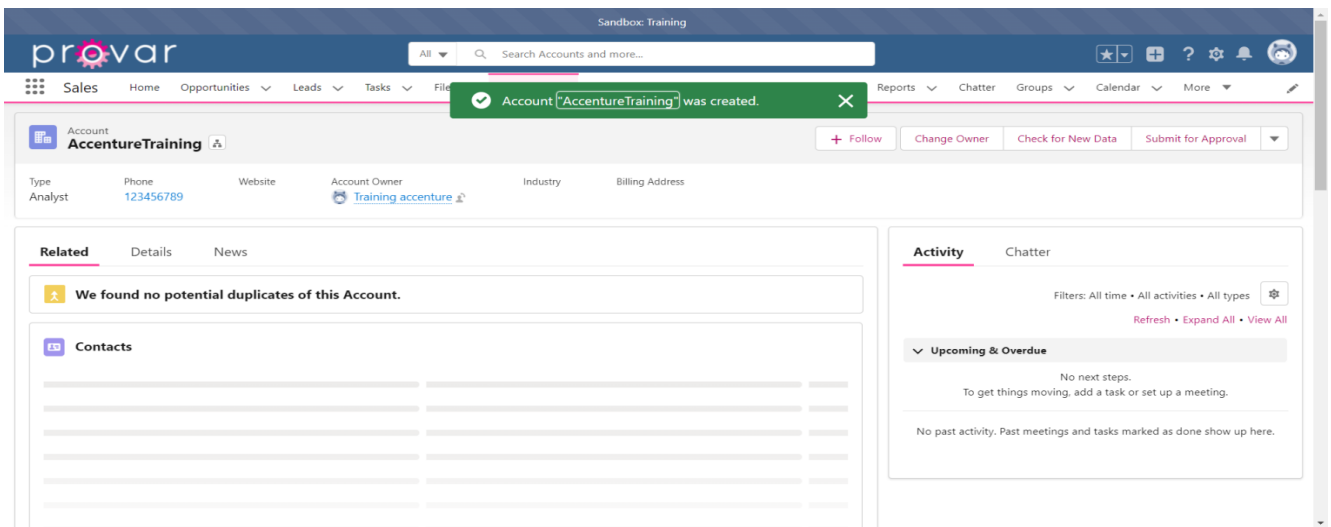 Sandbox: Training
provar
All
Search Accounts and more...
Sales
Home
Opportunities
Leads
Tasks
File
Reports
Chatter
Groups
Calendar
More
Account "AccentureTraining" was created.
Account
AccentureTraining
+ Follow
Change Owner
Check for New Data
Submit for Approval
Type
Phone
Website
Account Owner
Industry
Billing Address
Analyst
123456789
Training accenture
Related
Details
News
We found no potential duplicates of this Account.
Contacts
Activity
Chatter
Filters: All time • All activities • All types
Refresh • Expand All • View All
Upcoming & Overdue
No next steps.
To get things moving, add a task or set up a meeting.
No past activity. Past meetings and tasks marked as done show up here.